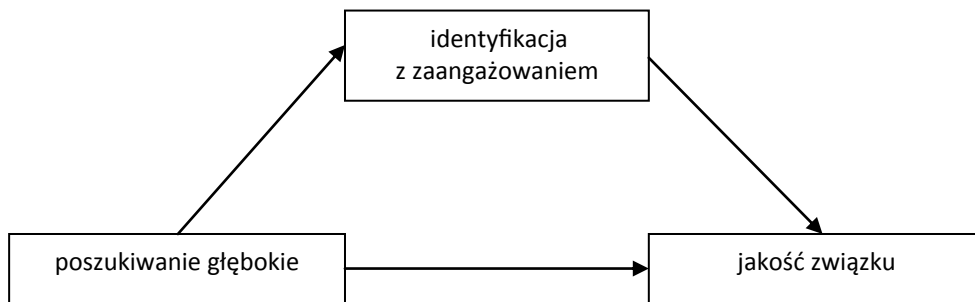 identyfikacja
z zaangażowaniem
poszukiwanie głębokie
jakość związku